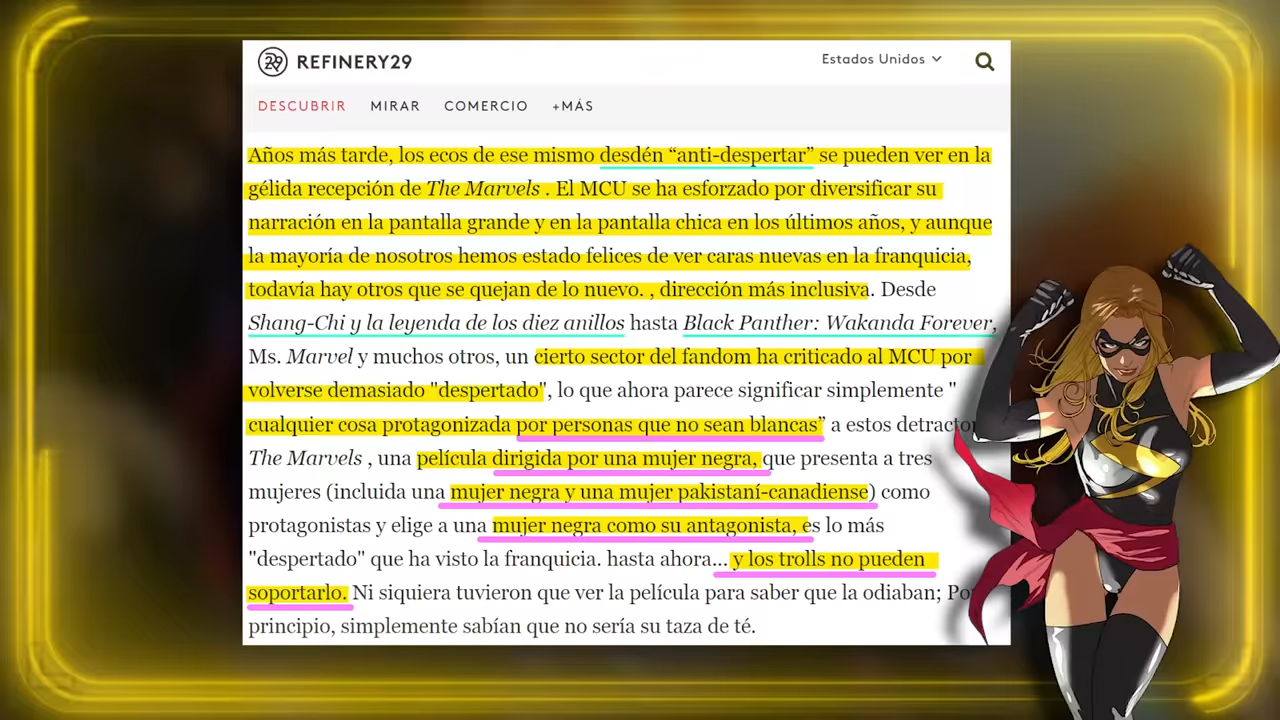 REFINERY29
Estados Unidos
DESCUBRIR MIRAR COMERCIO +MÁS
Años más tarde, los ecos de ese mismo desdén “anti-despertar” se pueden ver en la
gélida recepción de The Marvels . El MCU se ha esforzado por diversificar su
narración en la pantalla grande y en la pantalla chica en los últimos años, y aunque
la mayoría de nosotros hemos estado felices de ver caras nuevas en la franquicia,
todavía hay otros que se quejan de lo nuevo. , dirección más inclusiva. Desde
Shang-Chi y la leyenda de los diez anillos hasta Black Panther: Wakanda Forever,
Ms. Marvel y muchos otros, un cierto sector del fandom ha criticado al MCU por
volverse demasiado "despertado", lo que ahora parece significar simplemente "
cualquier cosa protagonizada por personas que no sean blancas” a estos
The Marvels , una película dirigida por una mujer negra, que presenta a tres
mujeres (incluida una mujer negra y una mujer pakistaní-canadiense) como
protagonistas y elige a una mujer negra como su antagonista, es lo más
"despertado" que ha visto la franquicia. hasta ahora... y los trolls no pueden
soportarlo. Ni siquiera tuvieron que ver la película para saber que la odiaban;
principio, simplemente sabían que no sería su taza de té.